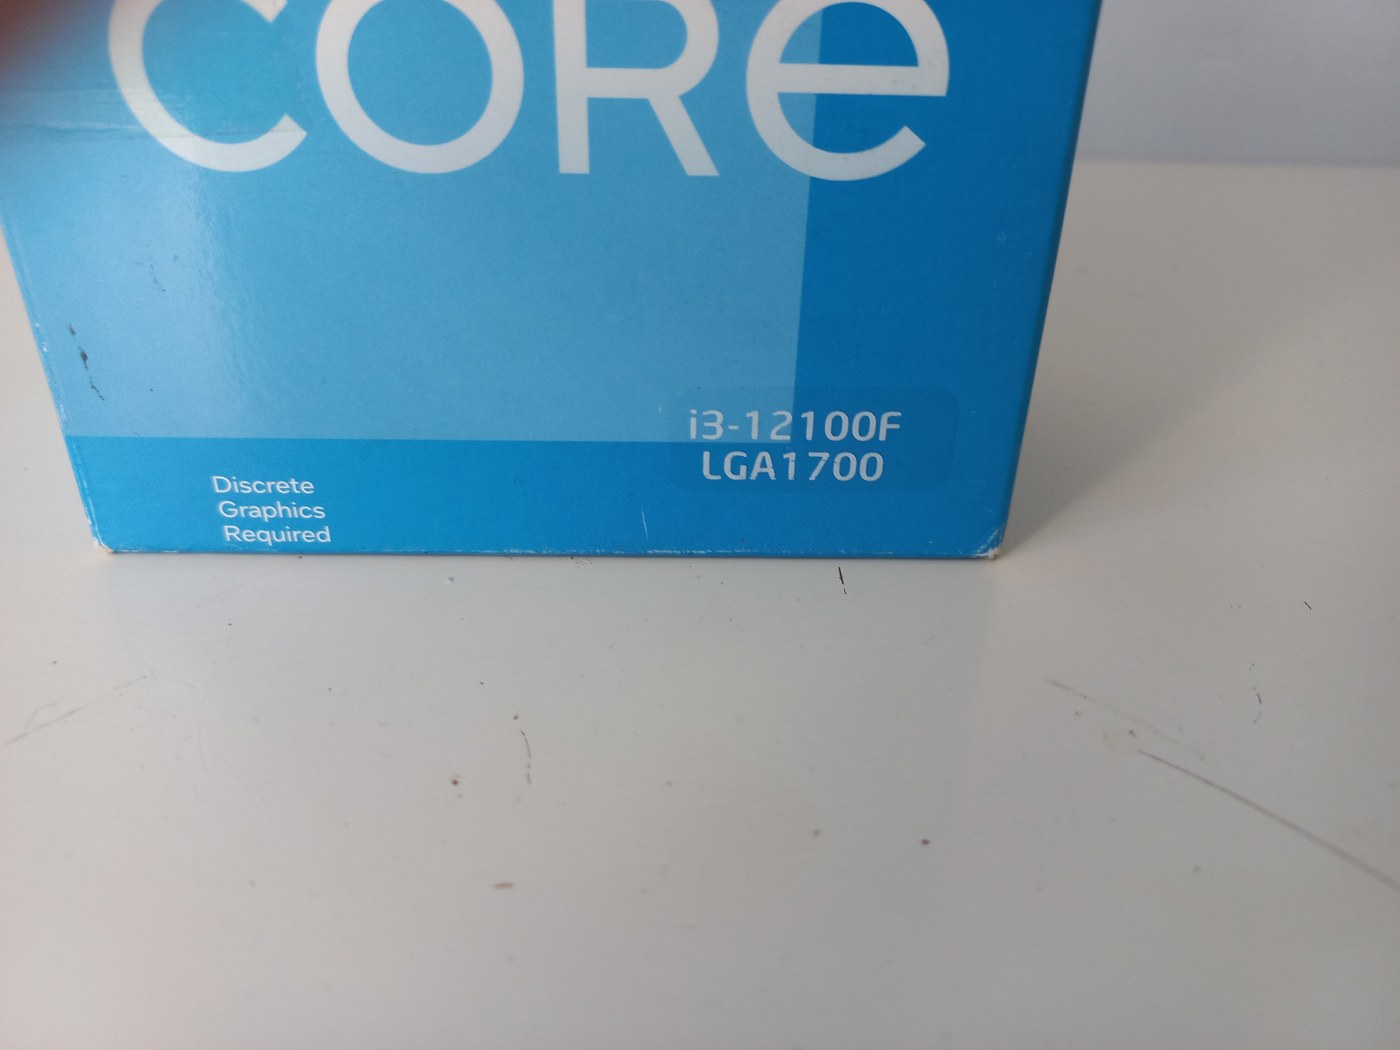 CORe
i3-12100F
LGA1700
Discrete
Graphics
Required